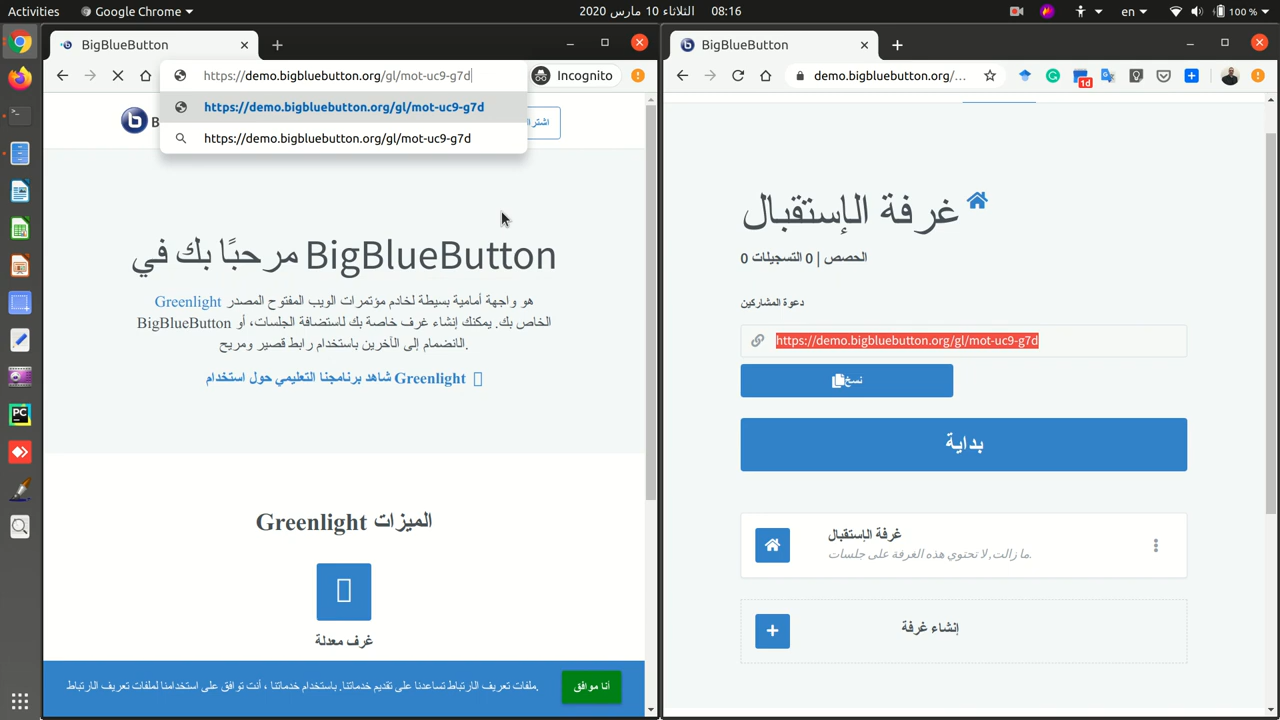 Activities
Google Chrome
الثلاثاء 10 مارس 2020 08:16
en
100 %
BigBlueButton
https://demo.bigbluebutton.org/gl/mot-uc9-g7d
Incognito
https://demo.bigbluebutton.org/gl/mot-uc9-g7d
https://demo.bigbluebutton.org/gl/mot-uc9-g7d
B
اشترا
مرحبًا بك في BigBlueButton
Greenlight هو واجهة أمامية بسيطة لخادم مؤتمرات الويب المفتوح المصدر
BigBlueButton الخاص بك. يمكنك إنشاء غرف خاصة بك لاستضافة الجلسات، أو
الانضمام إلى الآخرين باستخدام رابط قصير ومريح.
شاهد برنامجنا التعليمي حول استخدام Greenlight
الميزات Greenlight
غرف معدلة
ملفات تعريف الارتباط تساعدنا على تقديم خدماتنا. باستخدام خدماتنا ، أنت توافق على استخدامنا لملفات تعريف الارتباط.
أنا موافق
BigBlueButton
demo.bigbluebutton.org/...
1d
غرفة الإستقبال
0 الحصص | 0 التسجيلات
دعوة المشاركين
https://demo.bigbluebutton.org/gl/mot-uc9-g7d
نسخ
بداية
غرفة الإستقبال
ما زالت, لا تحتوي هذه الغرفة على جلسات.
إنشاء غرفة
PC